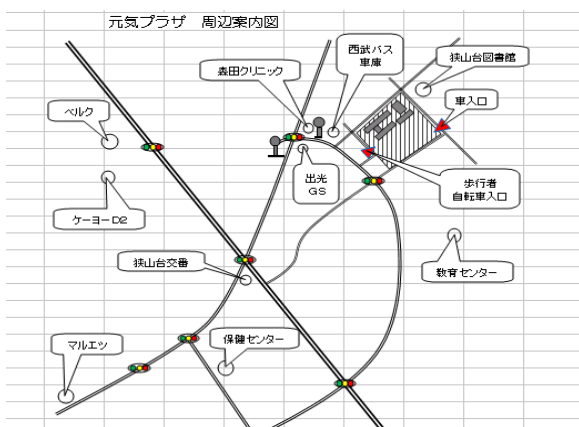 元気プラザ 周辺案内図
西武バス
車庫
森田クリニック
狭山台図書館
ベルク
車入口
出光
GS
歩行者
自転車入口
ケーヨーD2
狭山台交番
教育センター
マルエツ
保健センター